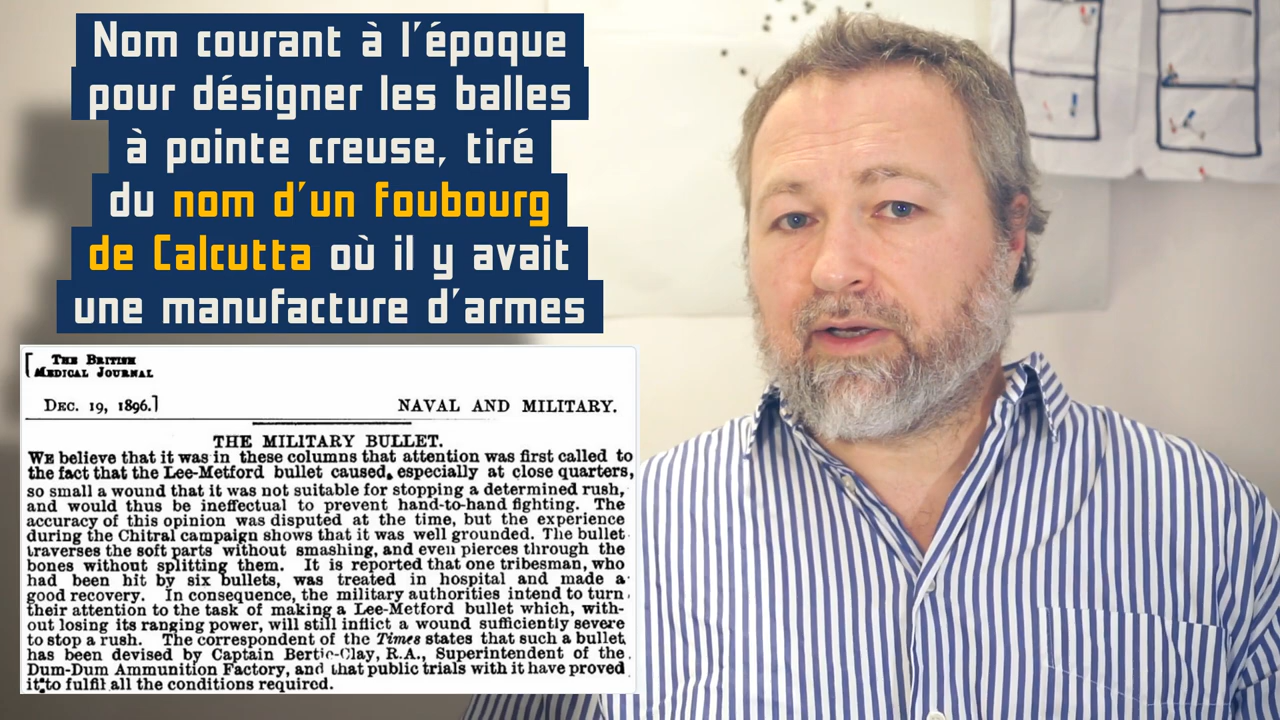 Nom courant à l'époque
pour désigner les balles
à pointe creuse, tiré
du nom d'un foubourg
de Calcutta où il y avait
une manufacture d'armes
[THE BRITISH
MEDICAL JOURNAL
DEC. 19, 1896.] NAVAL AND MILITARY.
THE MILITARY BULLET.
WE believe that it was in these columns that attention was first called to
the fact that the Lee-Metford bullet caused, especially at close quarters,
so small a wound that it was not suitable for stopping a determined rush,
and would thus be ineffectual to prevent hand-to-hand fighting. The
accuracy of this opinion was disputed at the time, but the experience
during the Chitral campaign shows that it was well grounded. The bullet
traverses the soft parts without smashing, and even pierces through the
bones without splitting them. It is reported that one tribesman, who
had been hit by six bullets, was treated in hospital and made a
good recovery. In consequence, the military authorities intend to turn
their attention to the task of making a Lee-Metford bullet which, with-
out losing its ranging power, will still inflict a wound sufficiently severe
to stop a rush. The correspondent of the Times states that such a bullet
has been devised by Captain Bertie-Clay, R.A., Superintendent of the
Dum-Dum Ammunition Factory, and that public trials with it have proved
it to fulfil all the conditions required.